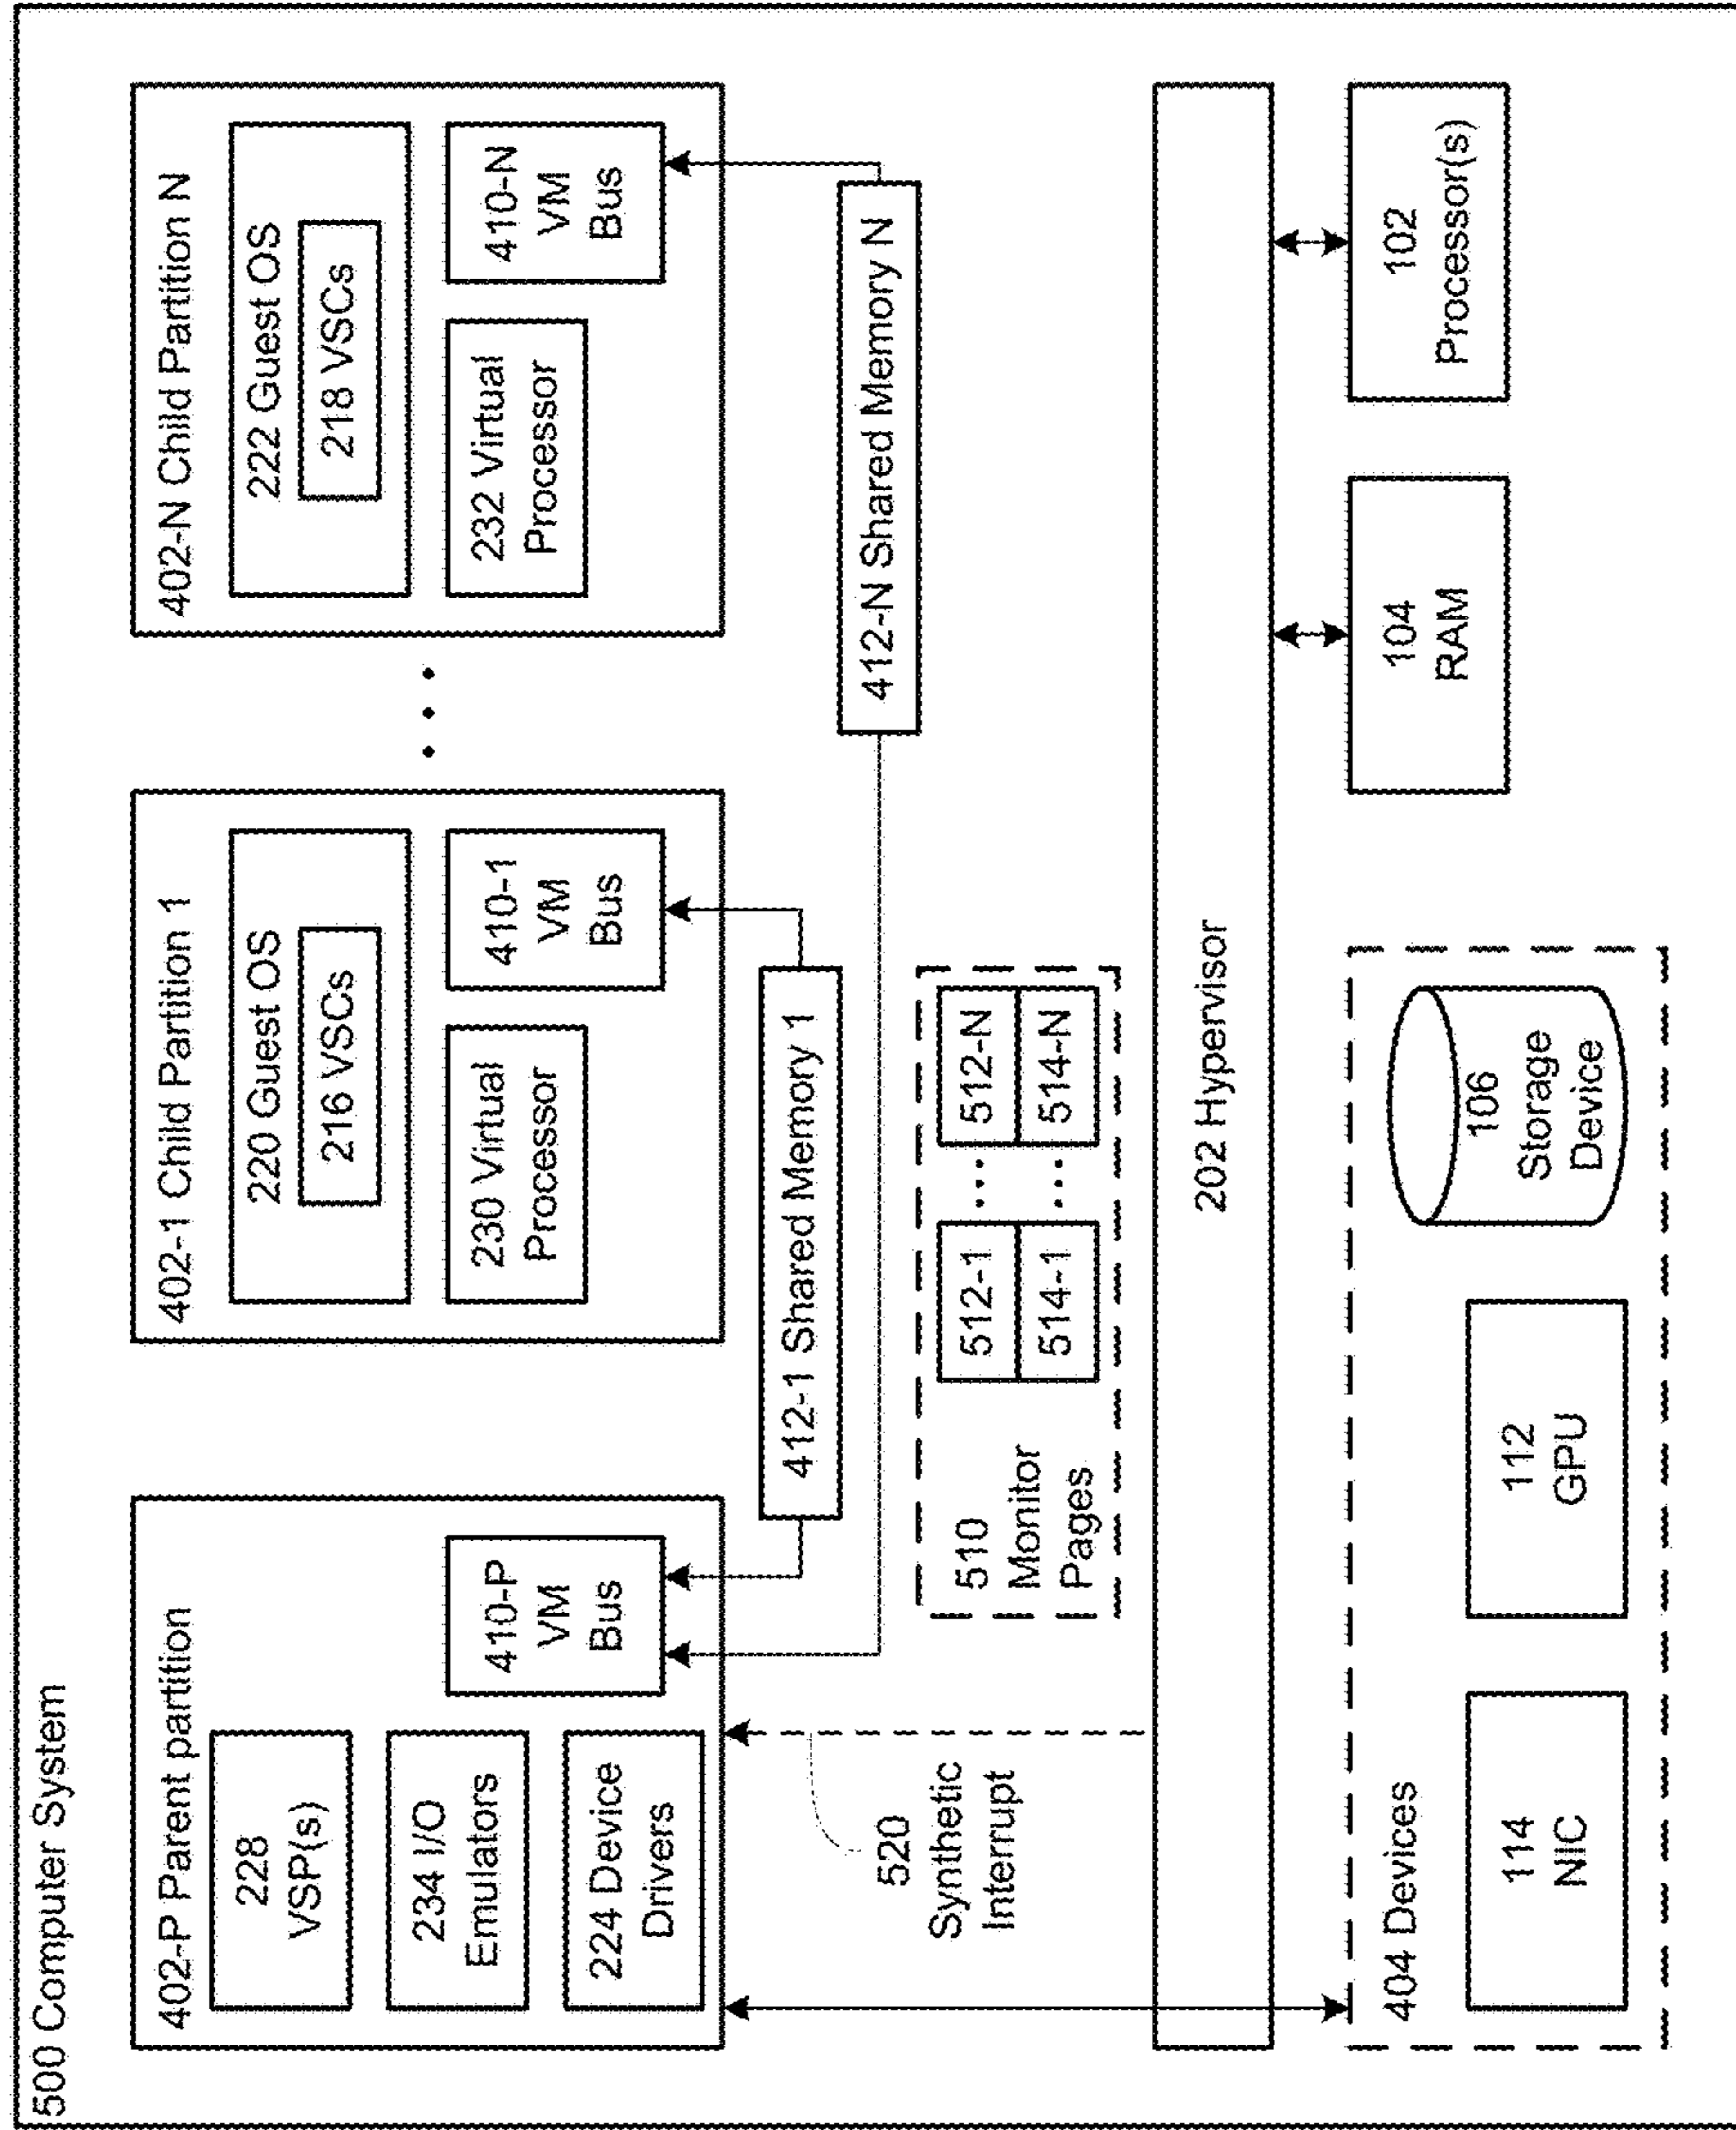 500 Computer System
402-P Parent partition
228
VSP(s)
234 I/O
Emulators
224 Device
Drivers
410-P
VM
Bus
402-1 Child Partition 1
220 Guest OS
216 VSCs
230 Virtual
Processor
410-1
VM
Bus
• • •
402-N Child Partition N
222 Guest OS
218 VSCs
232 Virtual
Processor
410-N
VM
Bus
412-1 Shared Memory 1
412-N Shared Memory N
520
Synthetic
Interrupt
510
Monitor
Pages
512-1 ... 512-N
514-1 ... 514-N
202 Hypervisor
404 Devices
114
NIC
112
GPU
106
Storage
Device
104
RAM
102
Processor(s)